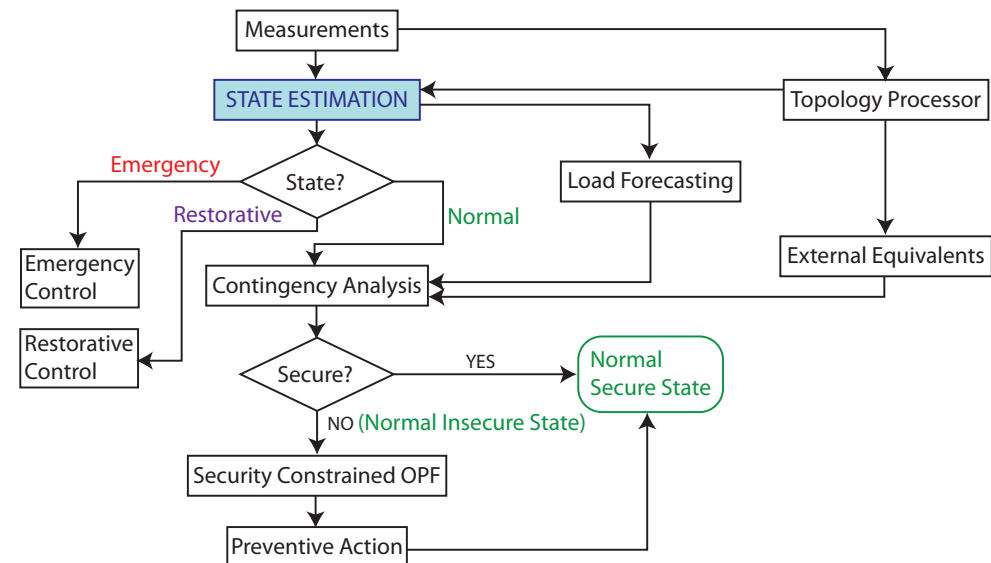 Measurements
STATE ESTIMATION
Topology Processor
Emergency
State?
Load Forecasting
Restorative
Normal
Emergency
Control
Contingency Analysis
External Equivalents
Restorative
Control
Secure?
YES
Normal
Secure State
NO (Normal Insecure State)
Security Constrained OPF
Preventive Action